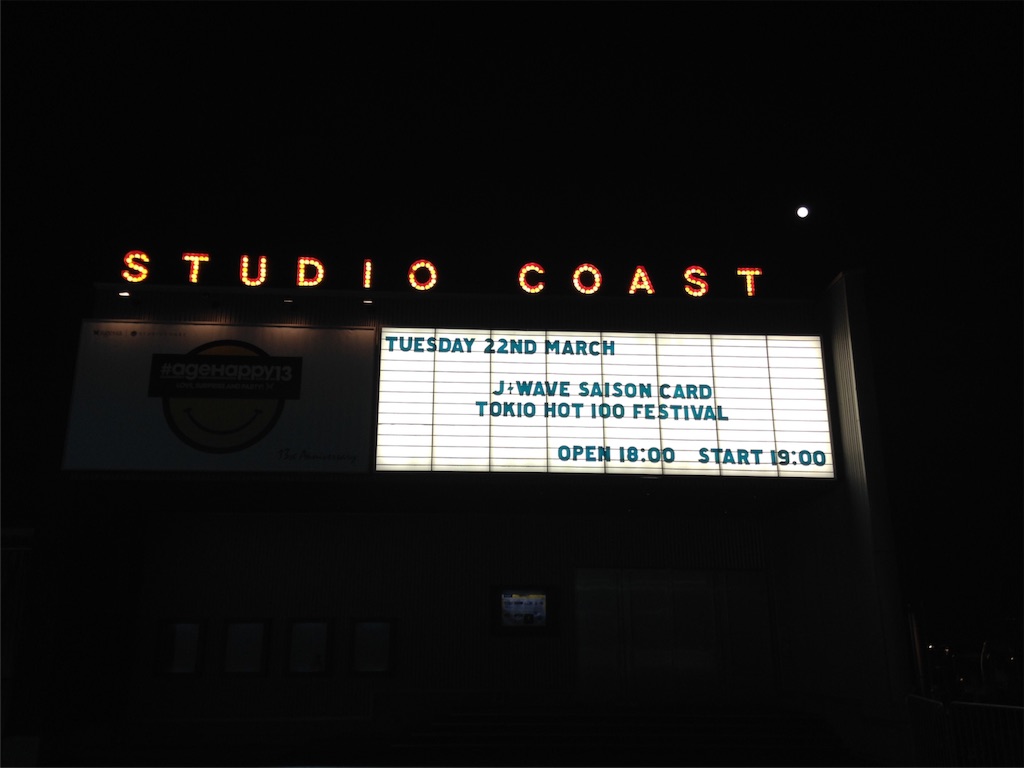 STUDIO COAST
#ageHappy13
TUESDAY 22ND MARCH
J⚡WAVE SAISON CARD
TOKIO HOT 100 FESTIVAL
OPEN 18:00 START 19:00